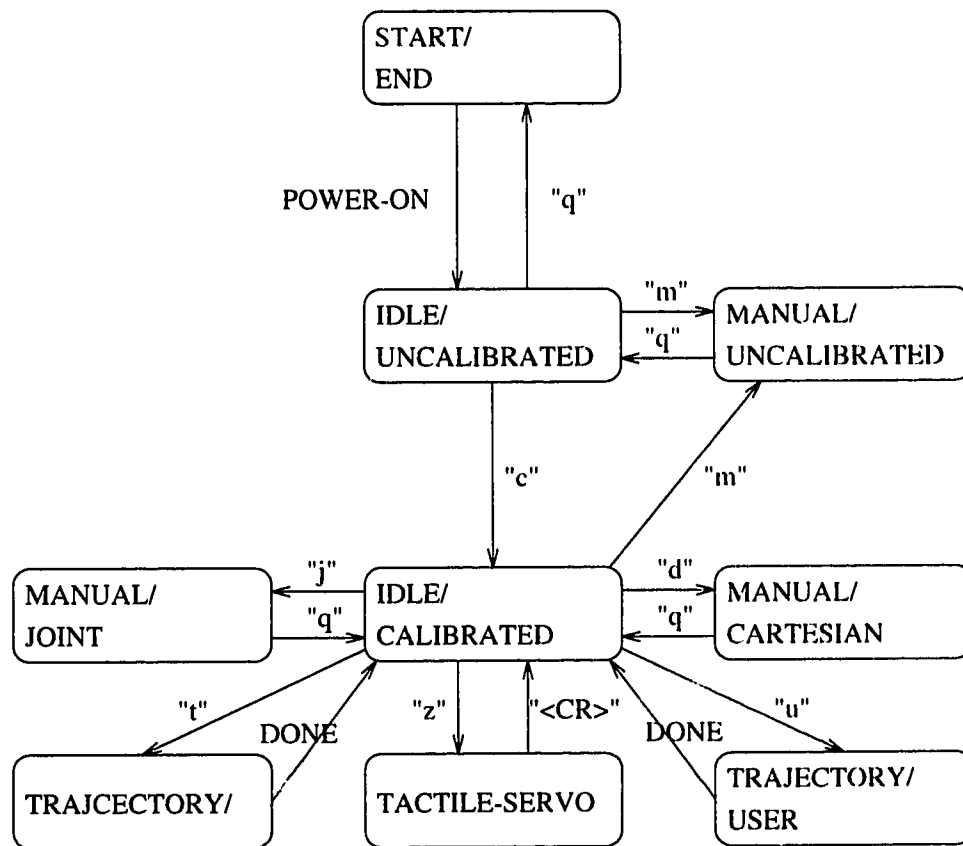 START/
END
POWER-ON
"q"
IDLE/
UNCALIBRATED
"m"
"q"
MANUAL/
UNCALIBRATED
"c"
"m"
MANUAL/
JOINT
"j"
"q"
IDLE/
CALIBRATED
"d"
"q"
MANUAL/
CARTESIAN
"t"
DONE
"z"
"<CR>"
DONE
"u"
TRAJCECTORY/
TACTILE-SERVO
TRAJECTORY/
USER